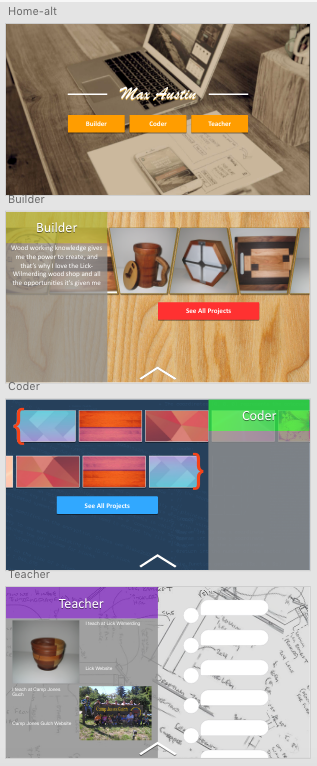 Home-alt
Max Austin
Builder
Coder
Teacher
Builder
Builder
Wood working knowledge gives
me the power to create, and
that's why I love the Lick-
Wilmerding wood shop and all
the opportunities it's given me
See All Projects
Coder
Coder
See All Projects
Teacher
Teacher
I teach at Lick Wilmerding
Lick Website
I teach at Camp Jones
Gulch
Camp Jones Gulch Website